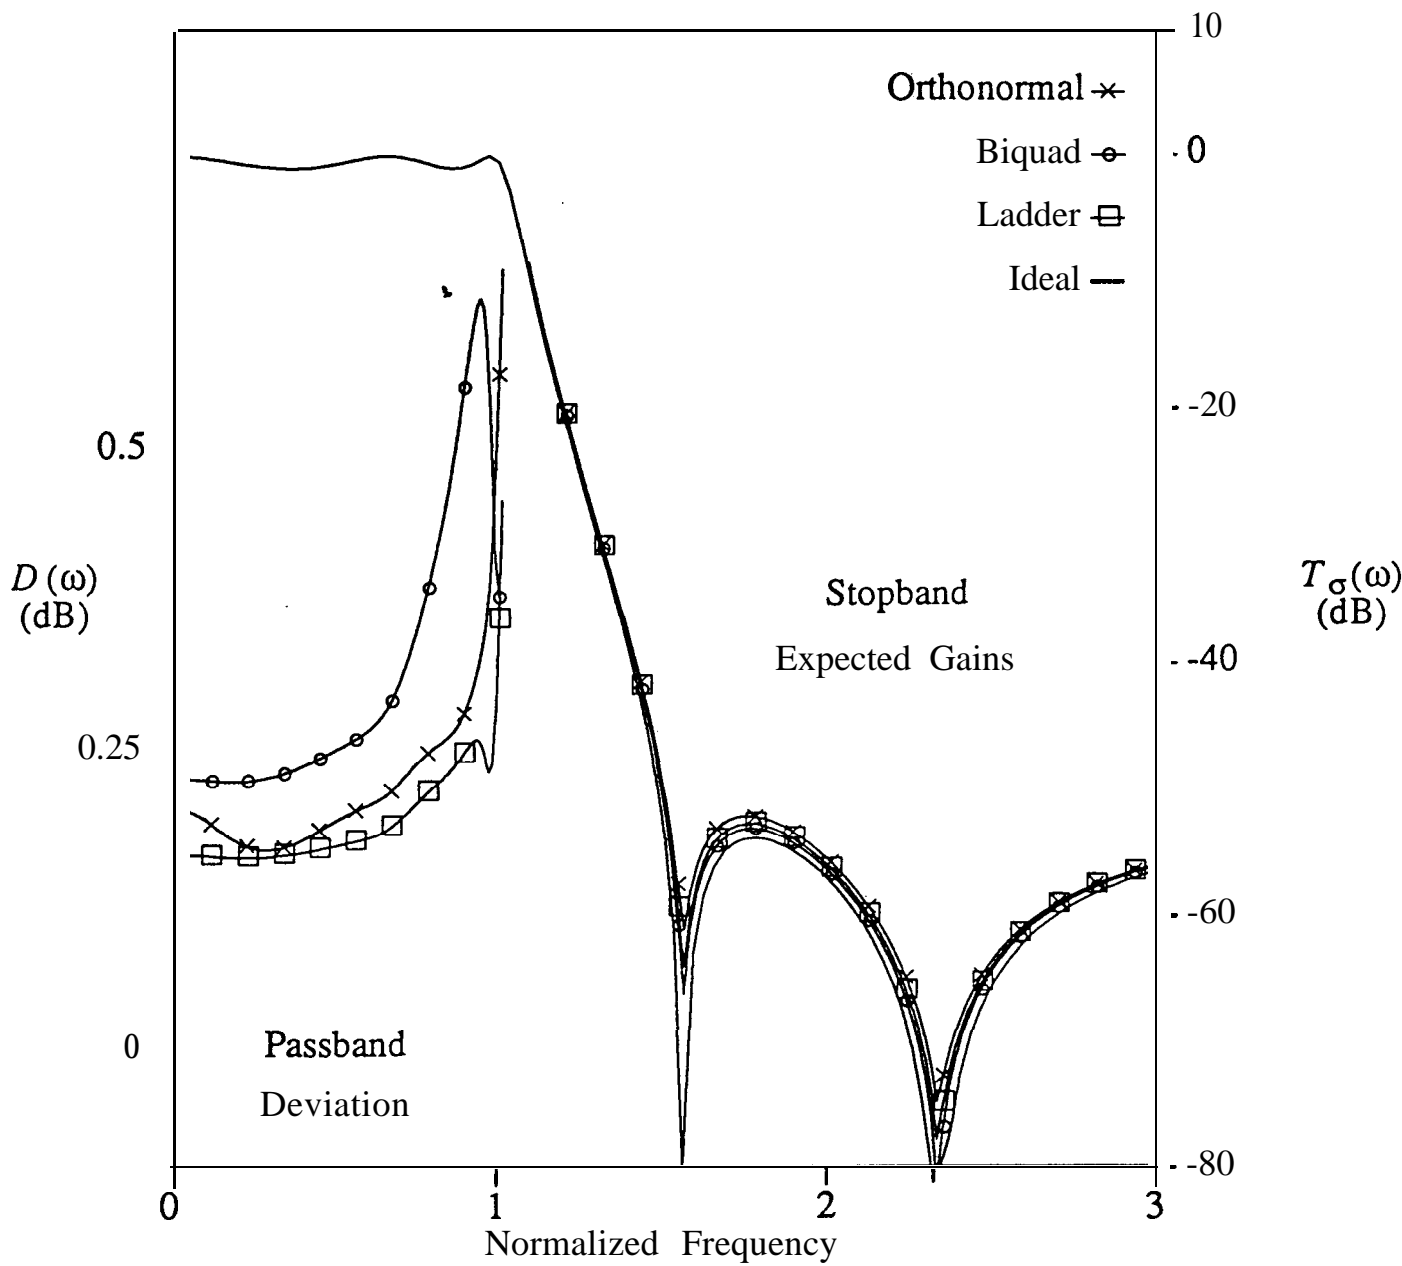 10
Orthonormal
0
Biquad
Ladder
Ideal
-20
0.5
D(ω)
(dB)
Stopband
Tσ(ω)
(dB)
Expected Gains
-40
0.25
-60
0
Passband
Deviation
-80
0 1 2 3
Normalized Frequency